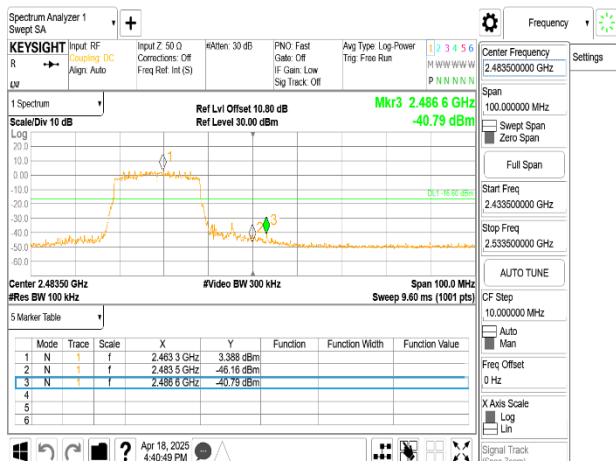 Spectrum Analyzer 1
Swept SA
+
Frequency
Settings
KEYSIGHT
R
Input: RF
Coupling: DC
Align: Auto
Input Z: 50 Ω
Corrections: Off
Freq Ref: Int (S)
#Atten: 30 dB
PNO: Fast
Gate: Off
IF Gain: Low
Sig Track: Off
Avg Type: Log-Power
Trig: Free Run
1 2 3 4 5 6
M W W W W W
P N N N N N
1 Spectrum
Scale/Div 10 dB
Ref Lvl Offset 10.80 dB
Ref Level 30.00 dBm
Mkr3 2.486 6 GHz
-40.79 dBm
Log
20.0
10.0
0.00
-10.0
-20.0
-30.0
-40.0
-50.0
-60.0
1
2
3
Center 2.48350 GHz
#Res BW 100 kHz
#Video BW 300 kHz
Span 100.0 MHz
Sweep 9.60 ms (1001 pts)
5 Marker Table
Mode Trace Scale X Y Function Function Width Function Value
1 N 1 f 2.463 3 GHz 3.388 dBm
2 N 1 f 2.483 5 GHz -46.16 dBm
3 N 1 f 2.486 6 GHz -40.79 dBm
4
5
6
?
Apr 18, 2025
4:40:49 PM
Center Frequency
2.483500000 GHz
Span
100.000000 MHz
Swept Span
Zero Span
Full Span
Start Freq
2.433500000 GHz
Stop Freq
2.533500000 GHz
AUTO TUNE
CF Step
10.000000 MHz
Auto
Man
Freq Offset
0 Hz
X Axis Scale
Log
Lin
Signal Track